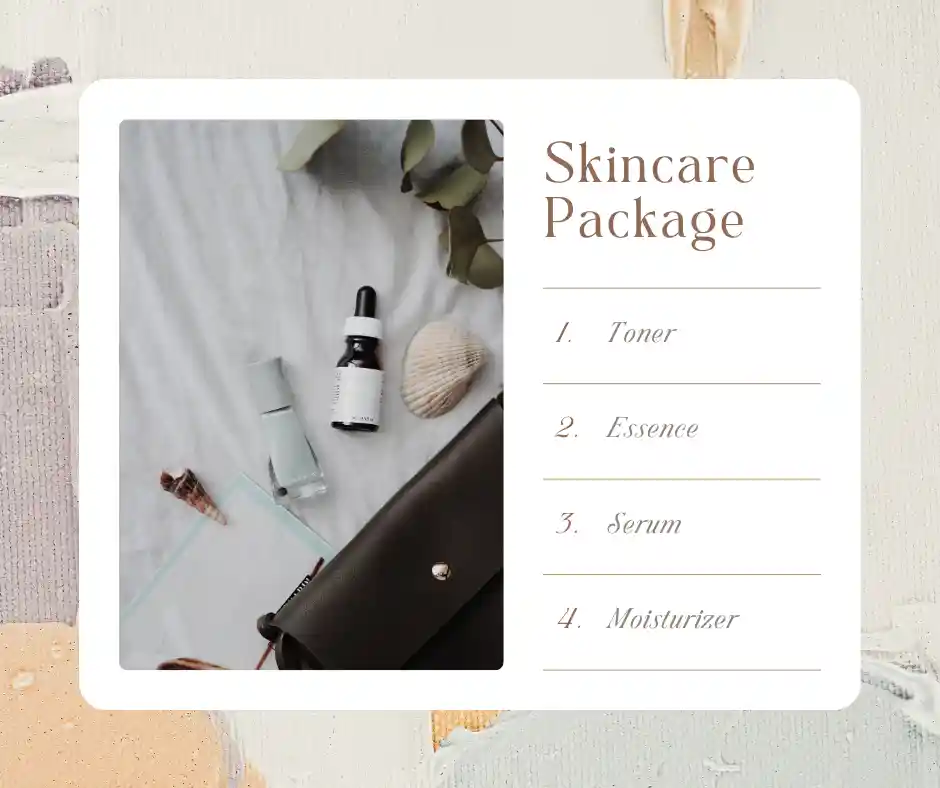 Skincare
Package
1. Toner
2. Essence
3. Serum
4. Moisturizer